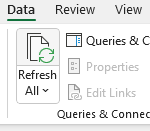 Data Review View
Refresh All
Queries & C
Properties
Edit Links
Queries & Connec